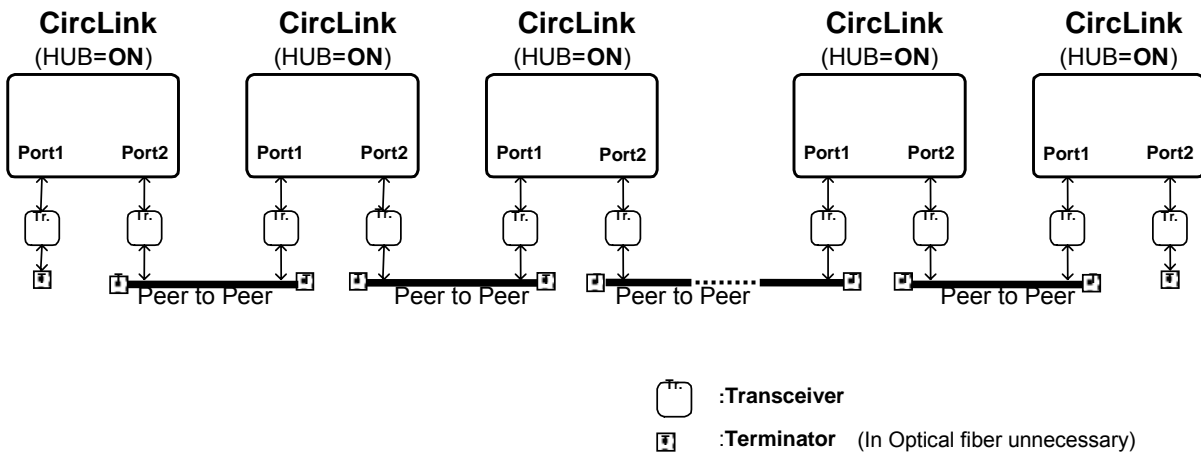 CircLink CircLink CircLink CircLink CircLink
(HUB=ON) (HUB=ON) (HUB=ON) (HUB=ON) (HUB=ON)
Port1 Port2 Port1 Port2 Port1 Port2 Port1 Port2 Port1 Port2
Tr. Tr. Tr. Tr. Tr. Tr. Tr. Tr. Tr. Tr.
Peer to Peer Peer to Peer Peer to Peer Peer to Peer
Tr. :Transceiver
:Terminator (In Optical fiber unnecessary)